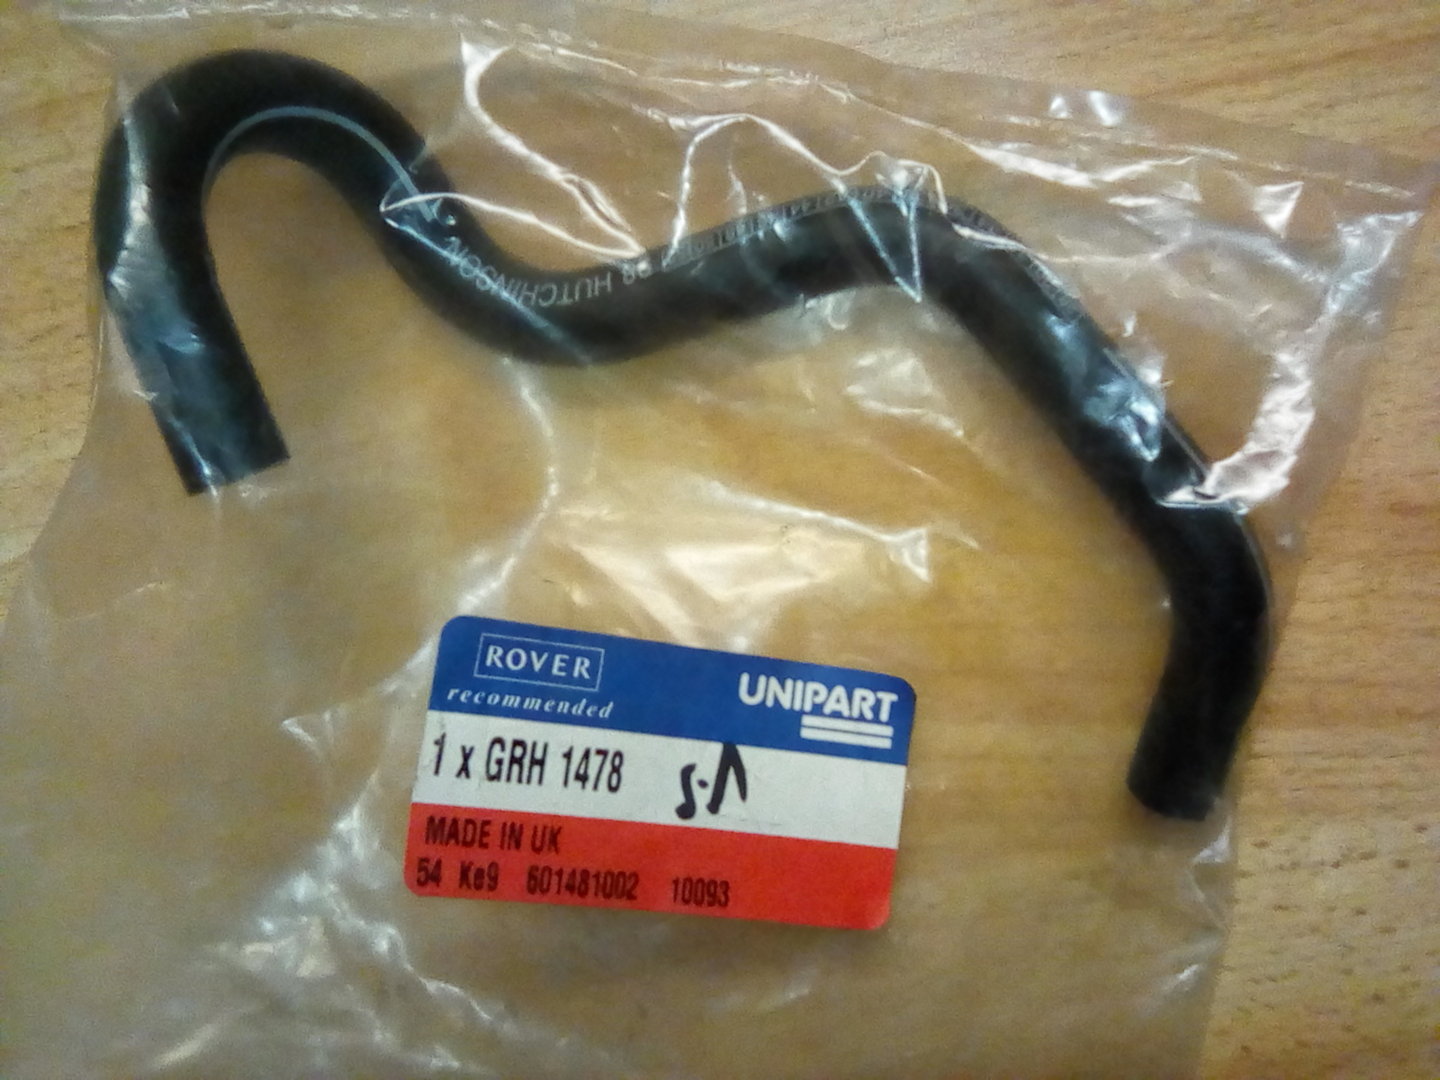 HUTCHINSON
ROVER
recommended
UNIPART
1 x GRH 1478
MADE IN UK
54 Ke9 601481002 10093